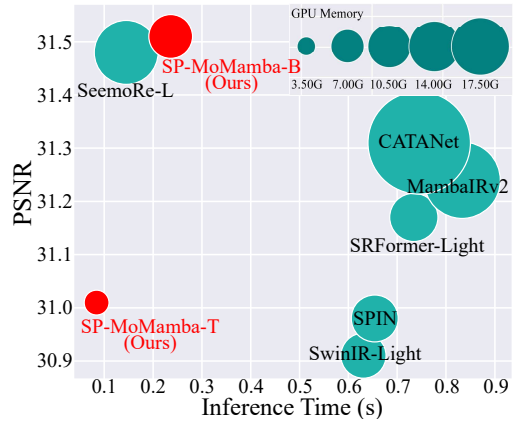 GPU Memory
3.50G 7.00G 10.50G 14.00G 17.50G
31.5
31.4
31.3
31.2
31.1
31.0
30.9
PSNR
SP-MoMamba-B
(Ours)
SeemoRe-L
CATANet
MambaIRv2
SRFormer-Light
SP-MoMamba-T
(Ours)
SPIN
SwinIR-Light
0.1 0.2 0.3 0.4 0.5 0.6 0.7 0.8 0.9
Inference Time (s)